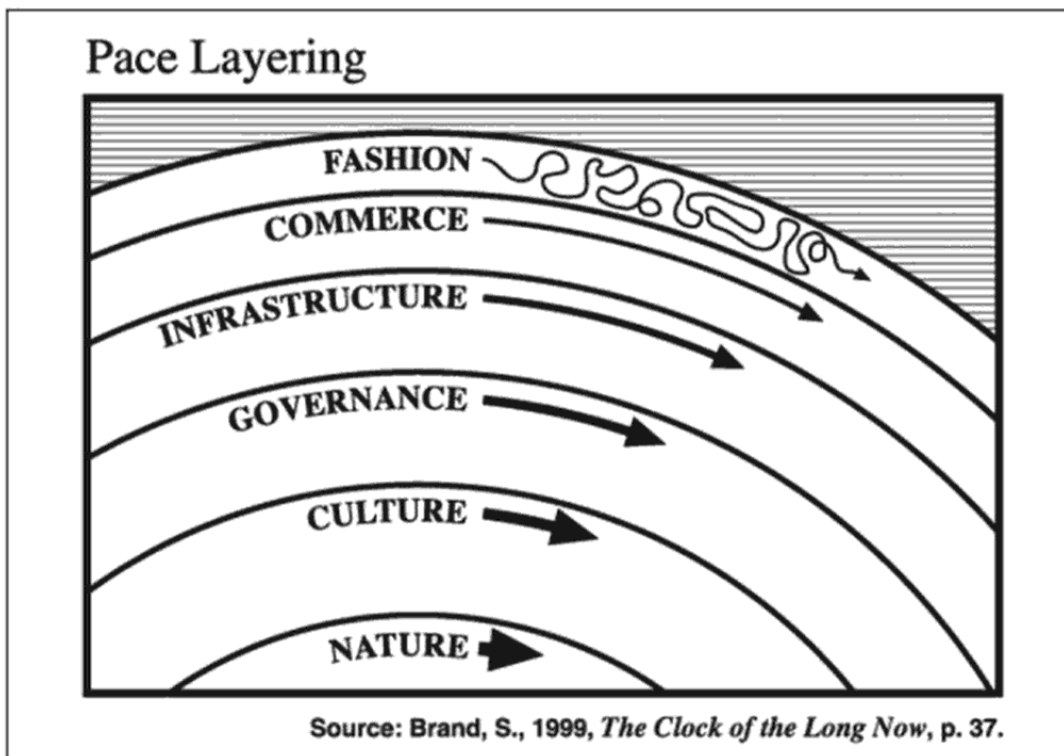 Pace Layering
FASHION
COMMERCE
INFRASTRUCTURE
GOVERNANCE
CULTURE
NATURE
Source: Brand, S., 1999, The Clock of the Long Now, p. 37.